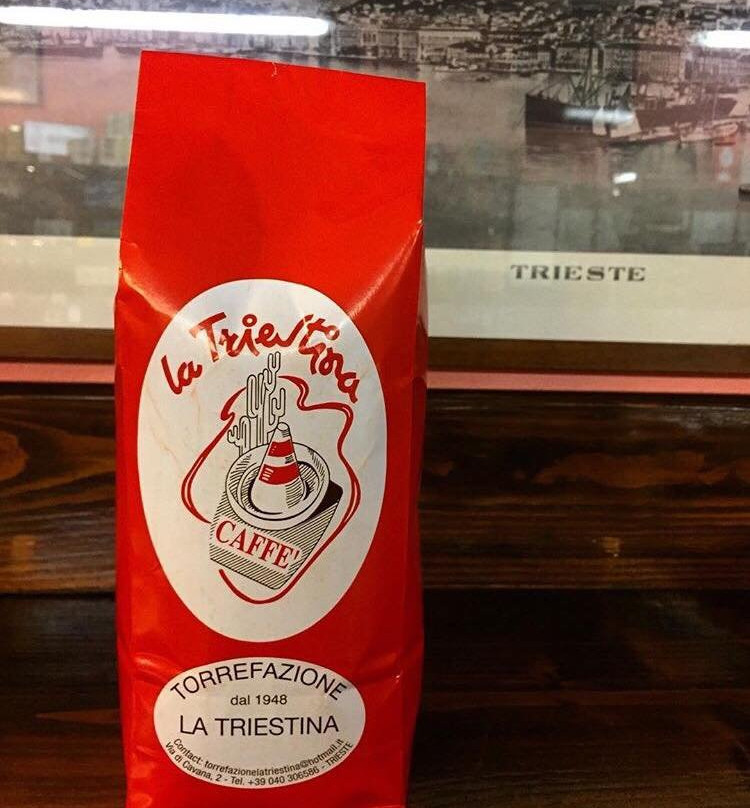 TRIESTE
la Triestina
CAFFE'
TORREFAZIONE
dal 1948
LA TRIESTINA
Contact: torrefazionelatriestina@hotmail.it
Via di Cavana, 2 - Tel. +39 040 306586 - TRIESTE